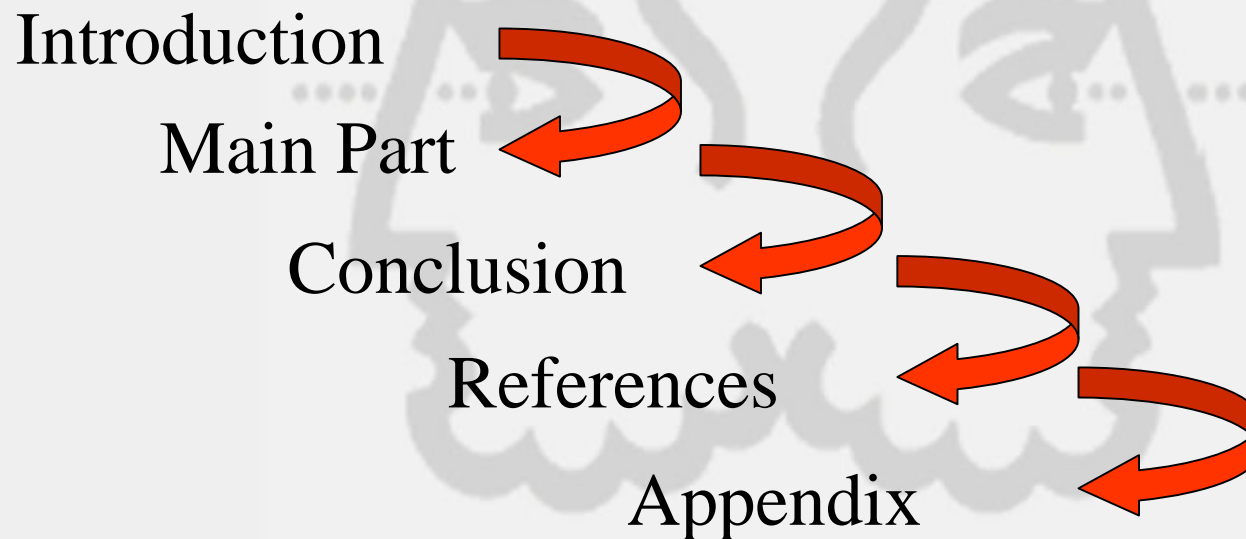 Introduction
Main Part
Conclusion
References
Appendix